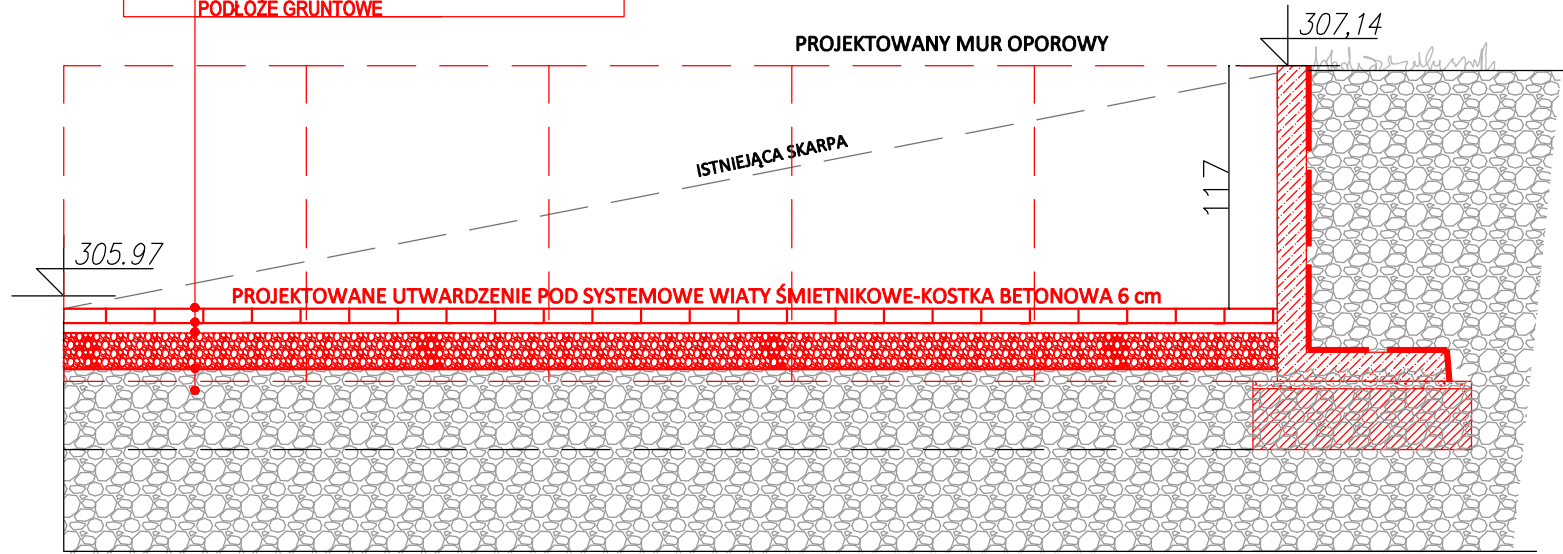 PODŁOŻE GRUNTOWE
307,14
PROJEKTOWANY MUR OPOROWY
ISTNIEJĄCA SKARPA
117
305.97
PROJEKTOWANE UTWARDZENIE POD SYSTEMOWE WIATY ŚMIETNIKOWE-KOSTKA BETONOWA 6 cm